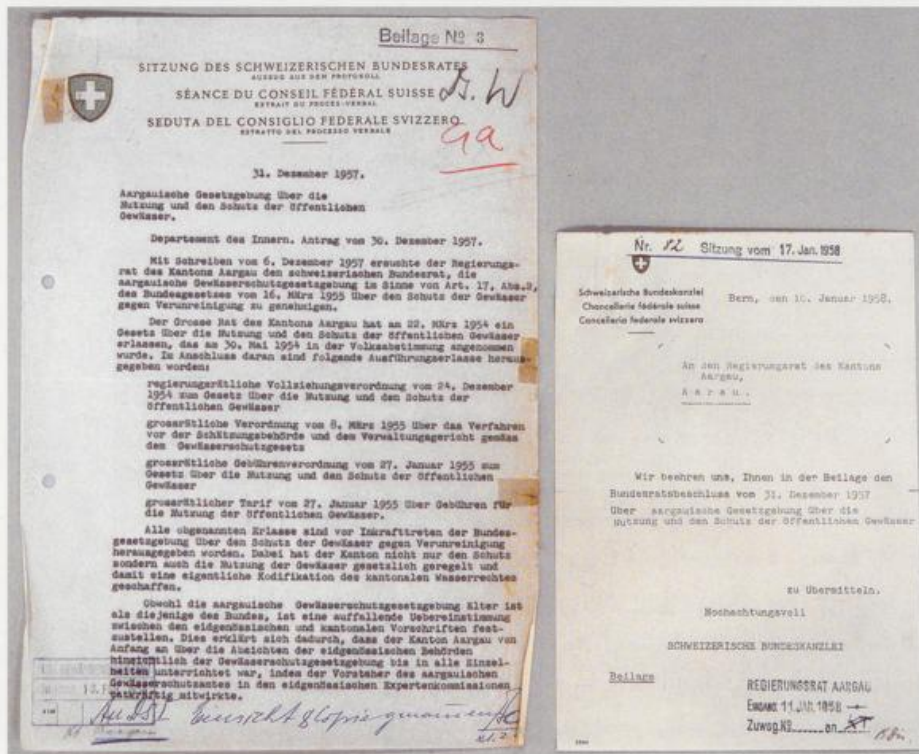 Beilage No 3
SITZUNG DES SCHWEIZERISCHEN BUNDESRATES
AUSZUG AUS DEM PROTOKOLL
SÉANCE DU CONSEIL FÉDÉRAL SUISSE
EXTRAIT DU PROCÈS-VERBAL
SEDUTA DEL CONSIGLIO FEDERALE SVIZZERO
ESTRATTO DEL PROCESSO VERBALE
31. Dezember 1957.
Aargauische Gesetzgebung über die
Nutzung und den Schutz der öffentlichen
Gewässer.
Departement des Innern. Antrag vom 30. Dezember 1957.
Mit Schreiben vom 6. Dezember 1957 ersuchte der Regierungs-
rat des Kantons Aargau den schweizerischen Bundesrat, die
aargauische Gewässerschutzgesetzgebung im Sinne von Art. 17, Abs.2,
des Bundesgesetzes vom 16. März 1955 über den Schutz der Gewässer
gegen Verunreinigung zu genehmigen.
Der Grosse Rat des Kantons Aargau hat am 22. März 1954 ein
Gesetz über die Nutzung und den Schutz der öffentlichen Gewässer
erlassen, das am 30. Mai 1954 in der Volksabstimmung angenommen
wurde. Im Anschluss daran sind folgende Ausführungserlasse heraus-
gegeben worden:
regierungsrätliche Vollziehungsverordnung vom 24. Dezember
1954 zum Gesetz über die Nutzung und den Schutz der
öffentlichen Gewässer
grossrätliche Verordnung vom 8. März 1955 über das Verfahren
vor der Schätzungsbehörde und dem Verwaltungsgericht gemäss
dem Gewässerschutzgesetz
grossrätliche Gebührenverordnung vom 27. Januar 1955 zum
Gesetz über die Nutzung und den Schutz der öffentlichen
Gewässer
grossrätlicher Tarif vom 27. Januar 1955 über Gebühren für
die Nutzung der öffentlichen Gewässer.
Alle obgenannten Erlasse sind vor Inkrafttreten der Bundes-
gesetzgebung über den Schutz der Gewässer gegen Verunreinigung
herausgegeben worden. Dabei hat der Kanton nicht nur den Schutz
sondern auch die Nutzung der Gewässer gesetzlich geregelt und
damit eine eigentliche Kodifikation des kantonalen Wasserrechtes
geschaffen.
Obwohl die aargauische Gewässerschutzgesetzgebung älter ist
als diejenige des Bundes, ist eine auffallende Uebereinstimmung
zwischen den eidgenössischen und kantonalen Vorschriften fest-
zustellen. Dies erklärt sich dadurch, dass der Kanton Aargau von
Anfang an über die Absichten der eidgenössischen Behörden
hinsichtlich der Gewässerschutzgesetzgebung bis in alle Einzel-
heiten unterrichtet war, indem der Vorsteher des aargauischen
Gewässerschutzamtes in den eidgenössischen Expertenkommissionen
tatkräftig mitwirkte.
Einsicht & Kopie genommen
Nr. 82 Sitzung vom 17. Jan. 1958
Schweizerische Bundeskanzlei
Chancellerie fédérale suisse
Cancelleria federale svizzera
Bern, den 10. Januar 1958.
An den Regierungsrat des Kantons
Aargau,
Aarau.
Wir beehren uns, Ihnen in der Beilage den
Bundesratsbeschluss vom 31. Dezember 1957
über aargauische Gesetzgebung über die
Nutzung und den Schutz der öffentlichen Gewässer
zu übermitteln.
Hochachtungsvoll
SCHWEIZERISCHE BUNDESKANZLEI
Beilage
REGIERUNGSRAT AARGAU
EINGANG 11. JAN. 1958
Zuwsg.No an